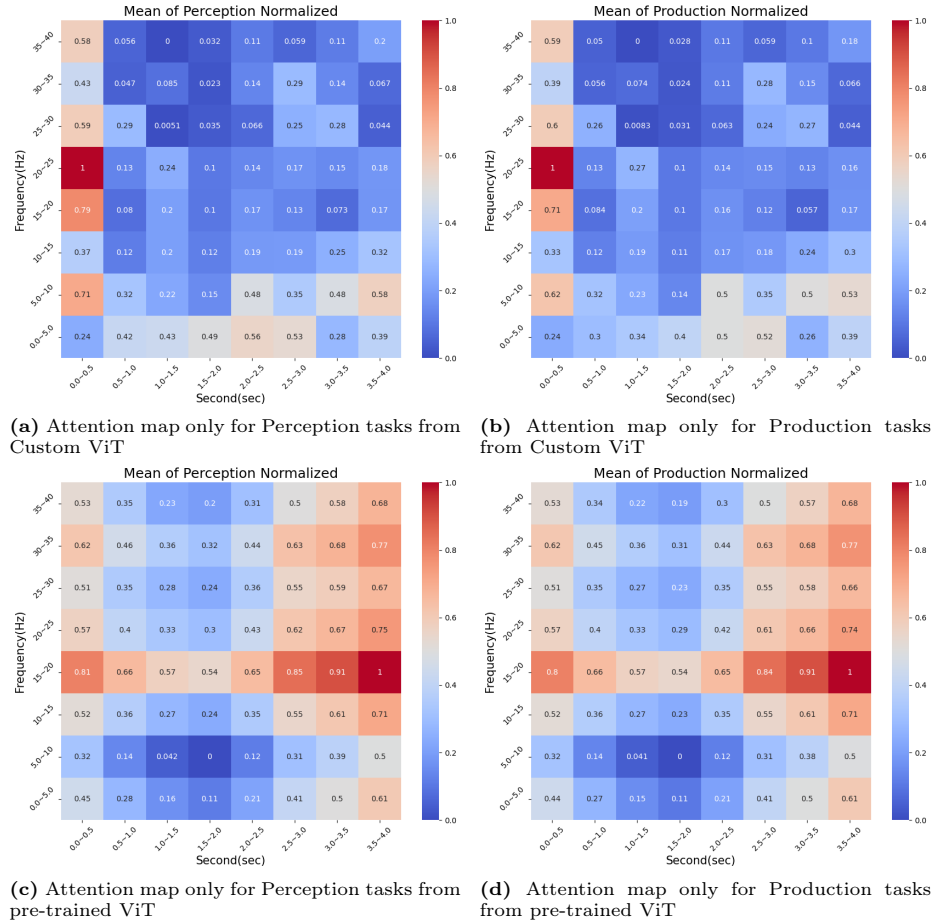 Mean of Perception Normalized
Frequency(Hz)
35~40 0.58 0.056 0 0.032 0.11 0.059 0.11 0.2
30~35 0.43 0.047 0.085 0.023 0.14 0.29 0.14 0.067
25~30 0.59 0.29 0.0051 0.035 0.066 0.25 0.28 0.044
20~25 1 0.13 0.24 0.1 0.14 0.17 0.15 0.18
15~20 0.79 0.08 0.2 0.1 0.17 0.13 0.073 0.17
10~15 0.37 0.12 0.2 0.12 0.19 0.19 0.25 0.32
5.0~10 0.71 0.32 0.22 0.15 0.48 0.35 0.48 0.58
0.0~5.0 0.24 0.42 0.43 0.49 0.56 0.53 0.28 0.39
0.0~0.5 0.5~1.0 1.0~1.5 1.5~2.0 2.0~2.5 2.5~3.0 3.0~3.5 3.5~4.0
Second(sec)
1.0
0.8
0.6
0.4
0.2
0.0
(a) Attention map only for Perception tasks from
Custom ViT
Mean of Production Normalized
Frequency(Hz)
35~40 0.59 0.05 0 0.028 0.11 0.059 0.1 0.18
30~35 0.39 0.056 0.074 0.024 0.11 0.28 0.15 0.066
25~30 0.6 0.26 0.0083 0.031 0.063 0.24 0.27 0.044
20~25 1 0.13 0.27 0.1 0.14 0.15 0.13 0.16
15~20 0.71 0.084 0.2 0.1 0.16 0.12 0.057 0.17
10~15 0.33 0.12 0.19 0.11 0.17 0.18 0.24 0.3
5.0~10 0.62 0.32 0.23 0.14 0.5 0.35 0.5 0.53
0.0~5.0 0.24 0.3 0.34 0.4 0.5 0.52 0.26 0.39
0.0~0.5 0.5~1.0 1.0~1.5 1.5~2.0 2.0~2.5 2.5~3.0 3.0~3.5 3.5~4.0
Second(sec)
1.0
0.8
0.6
0.4
0.2
0.0
(b) Attention map only for Production tasks
from Custom ViT
Mean of Perception Normalized
Frequency(Hz)
35~40 0.53 0.35 0.23 0.2 0.31 0.5 0.58 0.68
30~35 0.62 0.46 0.36 0.32 0.44 0.63 0.68 0.77
25~30 0.51 0.35 0.28 0.24 0.36 0.55 0.59 0.67
20~25 0.57 0.4 0.33 0.3 0.43 0.62 0.67 0.75
15~20 0.81 0.66 0.57 0.54 0.65 0.85 0.91 1
10~15 0.52 0.36 0.27 0.24 0.35 0.55 0.61 0.71
5.0~10 0.32 0.14 0.042 0 0.12 0.31 0.39 0.5
0.0~5.0 0.45 0.28 0.16 0.11 0.21 0.41 0.5 0.61
0.0~0.5 0.5~1.0 1.0~1.5 1.5~2.0 2.0~2.5 2.5~3.0 3.0~3.5 3.5~4.0
Second(sec)
1.0
0.8
0.6
0.4
0.2
0.0
(c) Attention map only for Perception tasks from
pre-trained ViT
Mean of Production Normalized
Frequency(Hz)
35~40 0.53 0.34 0.22 0.19 0.3 0.5 0.57 0.68
30~35 0.62 0.45 0.36 0.31 0.44 0.63 0.68 0.77
25~30 0.51 0.35 0.27 0.23 0.35 0.55 0.58 0.66
20~25 0.57 0.4 0.33 0.29 0.42 0.61 0.66 0.74
15~20 0.8 0.66 0.57 0.54 0.65 0.84 0.91 1
10~15 0.52 0.36 0.27 0.23 0.35 0.55 0.61 0.71
5.0~10 0.32 0.14 0.041 0 0.12 0.31 0.38 0.5
0.0~5.0 0.44 0.27 0.15 0.11 0.21 0.41 0.5 0.61
0.0~0.5 0.5~1.0 1.0~1.5 1.5~2.0 2.0~2.5 2.5~3.0 3.0~3.5 3.5~4.0
Second(sec)
1.0
0.8
0.6
0.4
0.2
0.0
(d) Attention map only for Production tasks
from pre-trained ViT